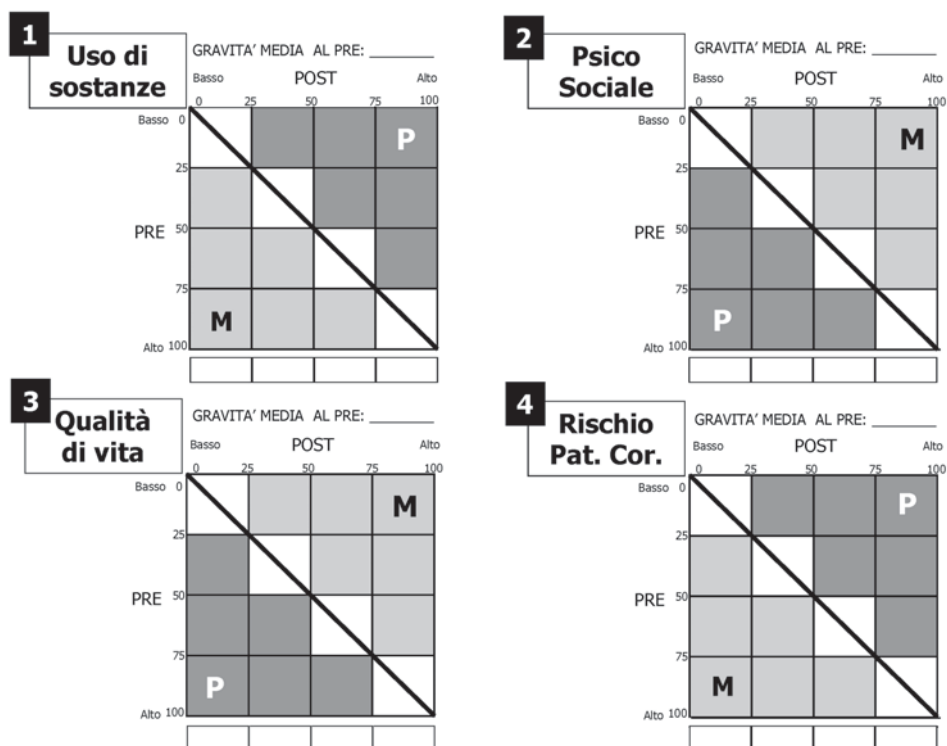 1
Uso di
sostanze
GRAVITA' MEDIA AL PRE: ________
Basso POST Alto
0 25 50 75 100
Basso 0
P
25
PRE 50
75
M
Alto 100
2
Psico
Sociale
GRAVITA' MEDIA AL PRE: ________
Basso POST Alto
0 25 50 75 100
Basso 0
M
25
PRE 50
75
P
Alto 100
3
Qualità
di vita
GRAVITA' MEDIA AL PRE: ________
Basso POST Alto
0 25 50 75 100
Basso 0
M
25
PRE 50
75
P
Alto 100
4
Rischio
Pat. Cor.
GRAVITA' MEDIA AL PRE: ________
Basso POST Alto
0 25 50 75 100
Basso 0
P
25
PRE 50
75
M
Alto 100